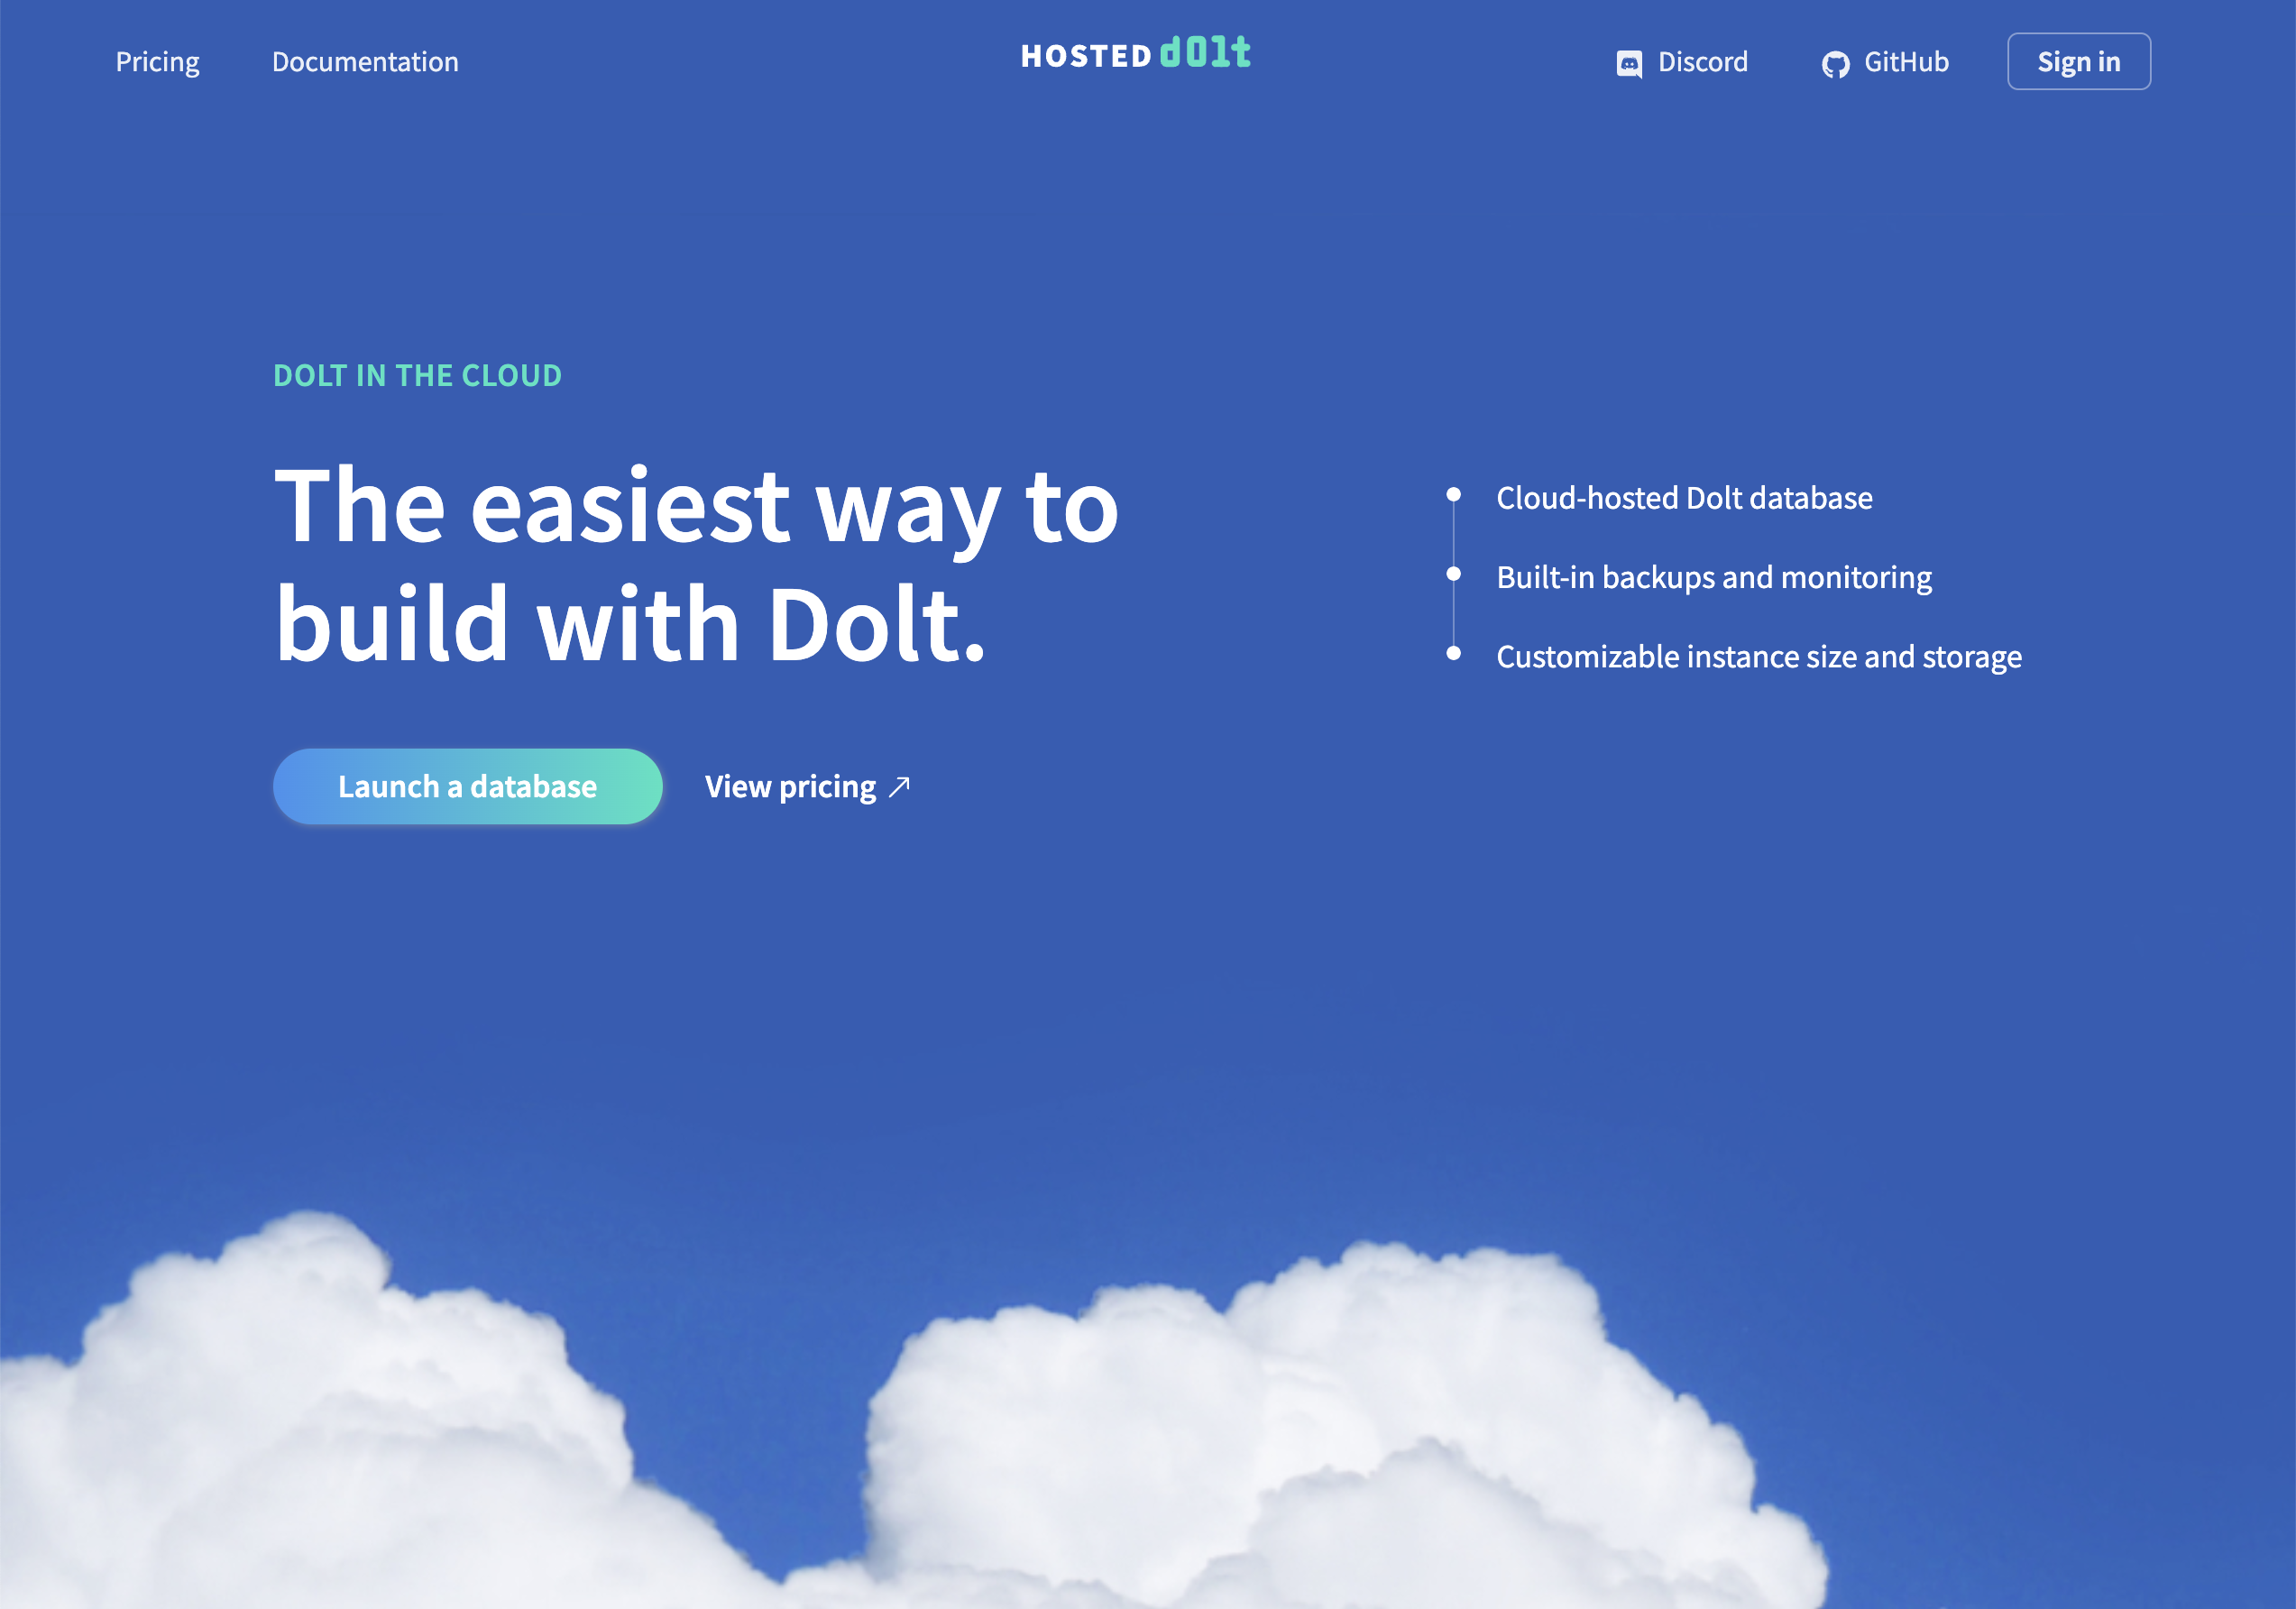 Pricing
Documentation
HOSTED dolt
Discord
GitHub
Sign in
DOLT IN THE CLOUD
The easiest way to
build with Dolt.
Launch a database
View pricing
Cloud-hosted Dolt database
Built-in backups and monitoring
Customizable instance size and storage